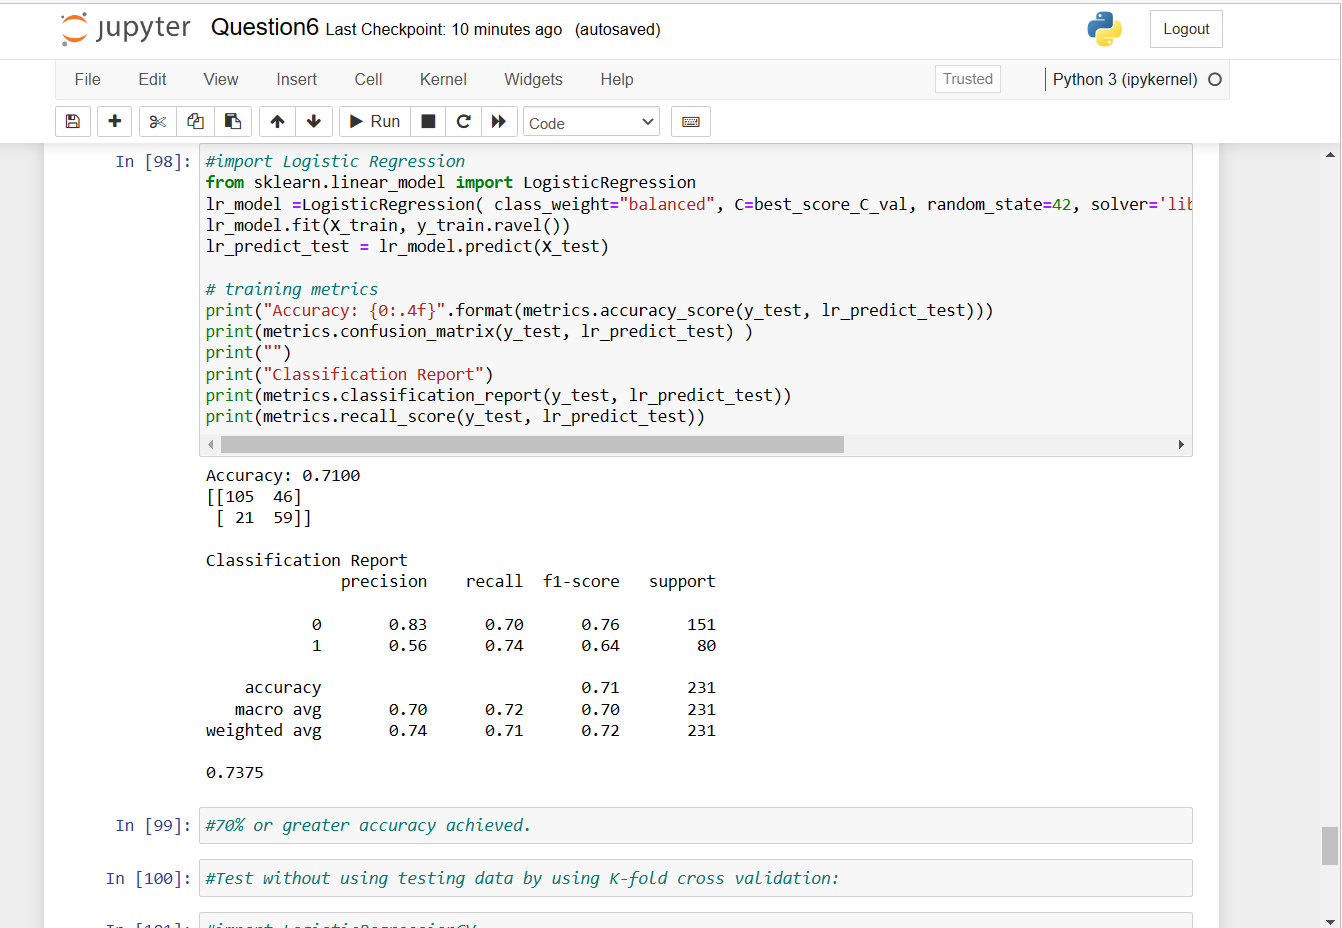 jupyter Question6 Last Checkpoint: 10 minutes ago (autosaved)
Logout
File Edit View Insert Cell Kernel Widgets Help
Trusted
Python 3 (ipykernel)
Run
Code
In [98]:
#import Logistic Regression
from sklearn.linear_model import LogisticRegression
lr_model =LogisticRegression( class_weight="balanced", C=best_score_C_val, random_state=42, solver='lib
lr_model.fit(X_train, y_train.ravel())
lr_predict_test = lr_model.predict(X_test)
# training metrics
print("Accuracy: {0:.4f}".format(metrics.accuracy_score(y_test, lr_predict_test)))
print(metrics.confusion_matrix(y_test, lr_predict_test) )
print("")
print("Classification Report")
print(metrics.classification_report(y_test, lr_predict_test))
print(metrics.recall_score(y_test, lr_predict_test))
Accuracy: 0.7100
[[105  46]
 [ 21  59]]
Classification Report
precision recall f1-score support
0 0.83 0.70 0.76 151
1 0.56 0.74 0.64 80
accuracy 0.71 231
macro avg 0.70 0.72 0.70 231
weighted avg 0.74 0.71 0.72 231
0.7375
In [99]:
#70% or greater accuracy achieved.
In [100]:
#Test without using testing data by using K-fold cross validation:
In [101]:
#import LogisticRegressionCV